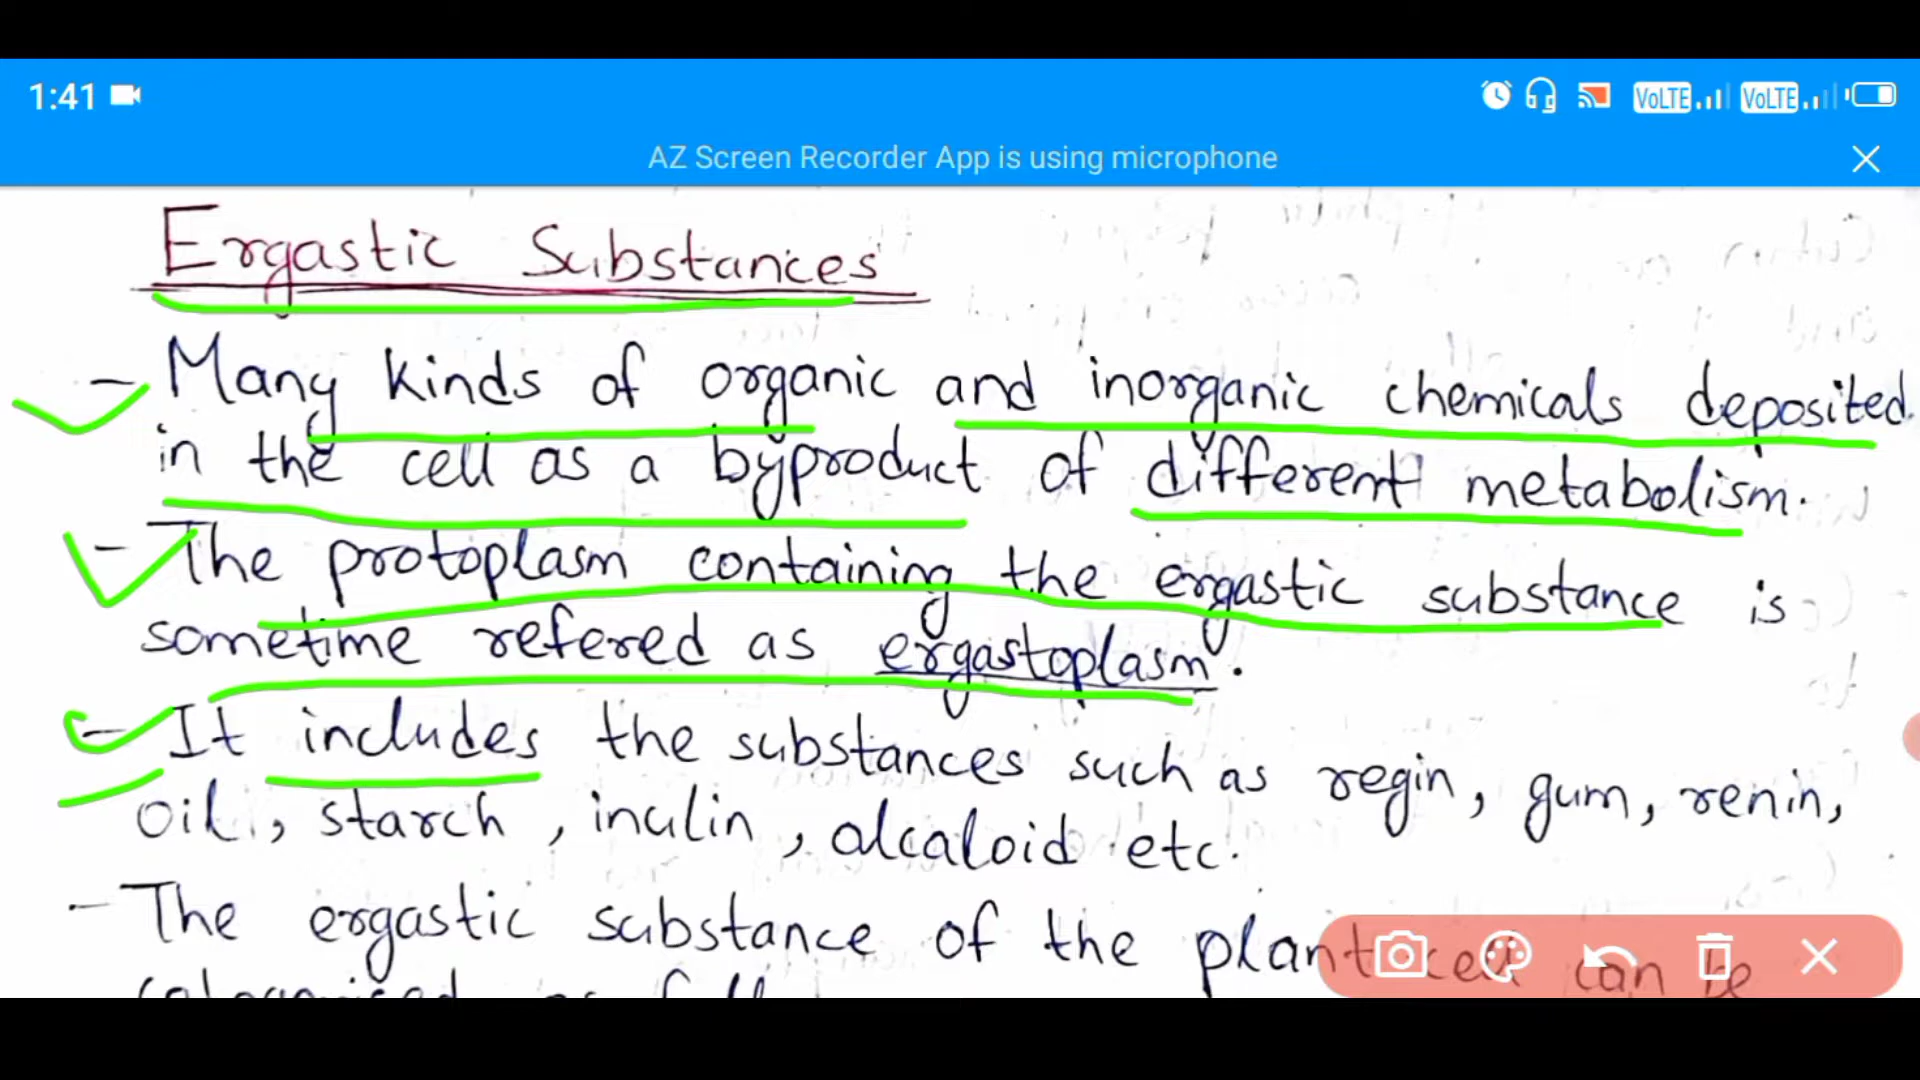 1:41 VoLTE VoLTE
AZ Screen Recorder App is using microphone
Ergastic Substances
- Many kinds of organic and inorganic chemicals deposited
in the cell as a byproduct of different metabolism.
- The protoplasm containing the ergastic substance is
sometime refered as ergastoplasm.
- It includes the substances such as regin, gum, renin,
oil, starch, inulin, alcaloid etc.
- The ergastic substance of the plant cell can be